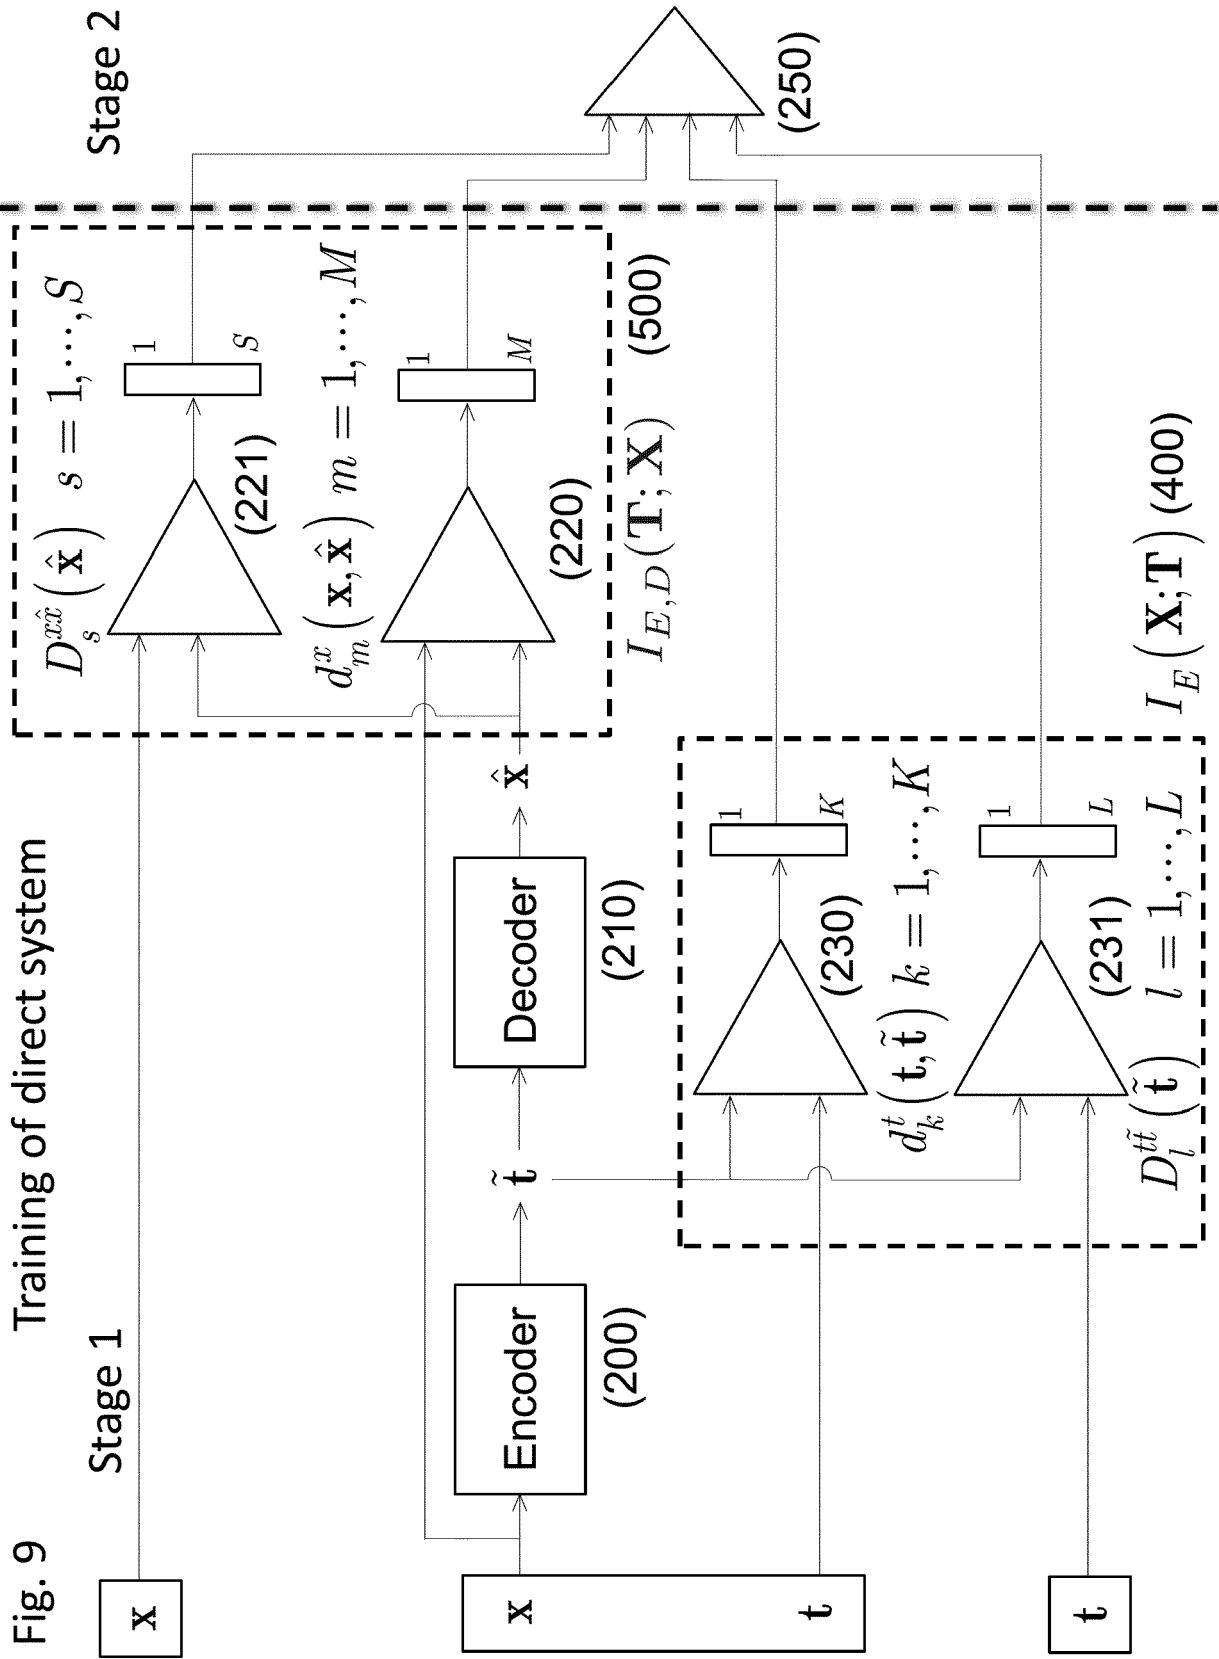 Fig. 9 Training of direct system
Stage 1 Stage 2
x
D_s^{xx̂}(x̂) s = 1,⋯,S
1
S
(221)
d_m^x(x,x̂) m = 1,⋯,M
1
M
(220)
x
Encoder
(200)
t̃
Decoder
(210)
x̂
I_{E,D}(T;X) (500)
(250)
t
1
K
(230)
d_k^t(t,t̃) k = 1,⋯,K
1
L
(231)
t
D_l^{tt̃}(t̃) l = 1,⋯,L
I_E(X;T) (400)